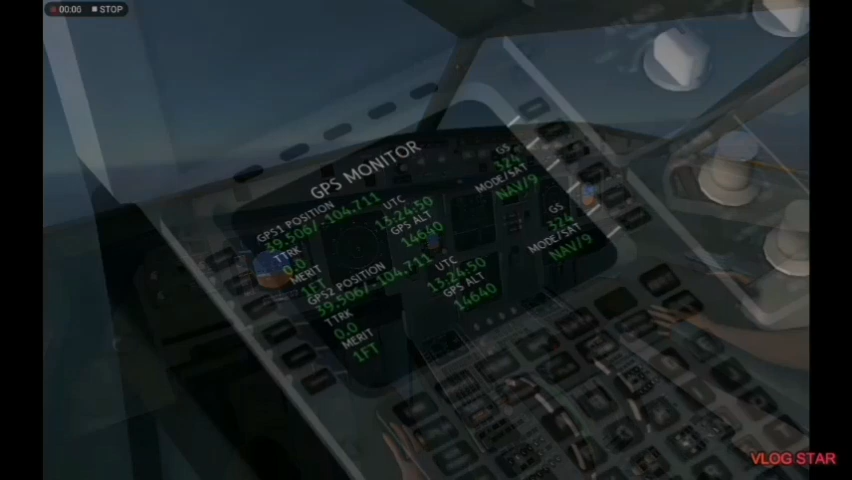 00:00 STOP
GPS MONITOR
GPS1 POSITION UTC GS
39.506/-104.711 13:24:50 324
TTRK GPS ALT MODE/SAT
0.0 14640 NAV/9
MERIT
1FT
GPS2 POSITION UTC GS
39.506/-104.711 13:24:50 324
TTRK GPS ALT MODE/SAT
0.0 14640 NAV/9
MERIT
1FT
VLOG STAR